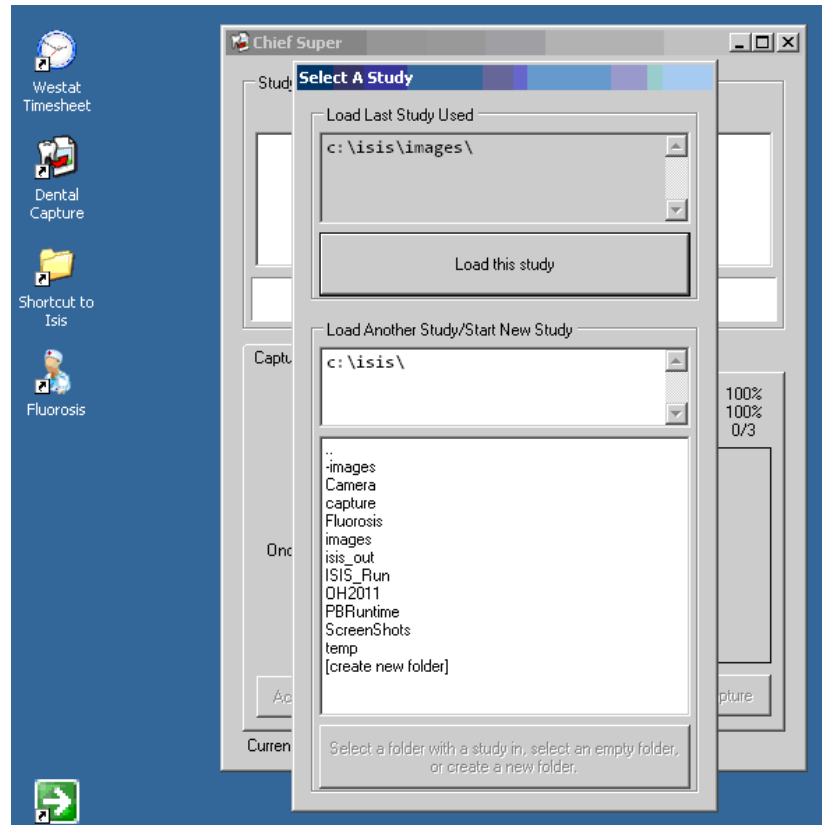 Westat
Timesheet
Dental
Capture
Shortcut to
Isis
Fluorosis
Chief Super
Select A Study
Load Last Study Used
c:\isis\images\
Load this study
Load Another Study/Start New Study
c:\isis\
..
-images
Camera
capture
Fluorosis
images
isis_out
ISIS_Run
OH2011
PBRuntime
ScreenShots
temp
[create new folder]
Select a folder with a study in, select an empty folder,
or create a new folder.
100%
100%
0/3